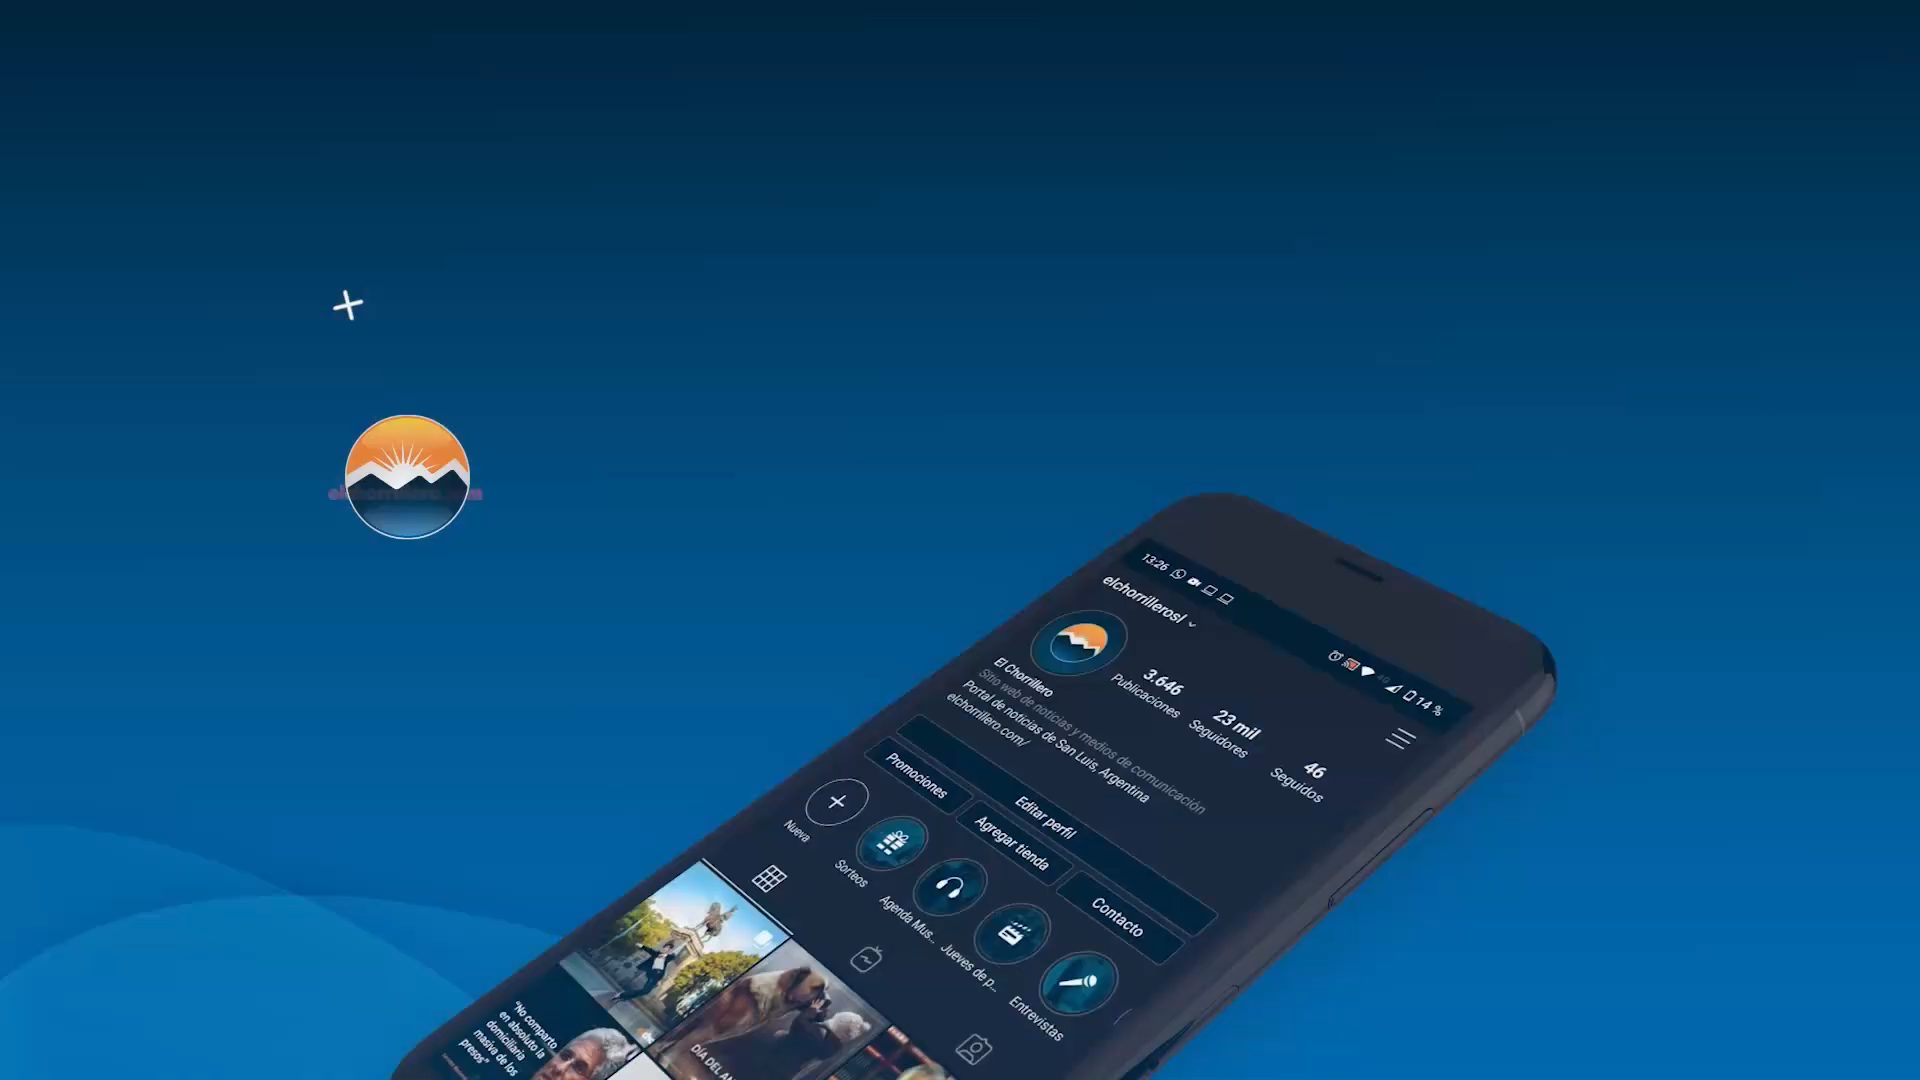 13:26
14 %
elchorrillerosl
3.646
Publicaciones
23 mil
Seguidores
46
Seguidos
El Chorrillero
Sitio web de noticias y medios de comunicación
Portal de noticias de San Luis, Argentina
elchorrillero.com/
Editar perfil
Promociones
Agregar tienda
Contacto
Nueva
Sorteos
Agenda Mus...
Jueves de p...
Entrevistas
"No comparto
en absoluto la
domiciliaria
masiva de los
presos"
DÍA DEL